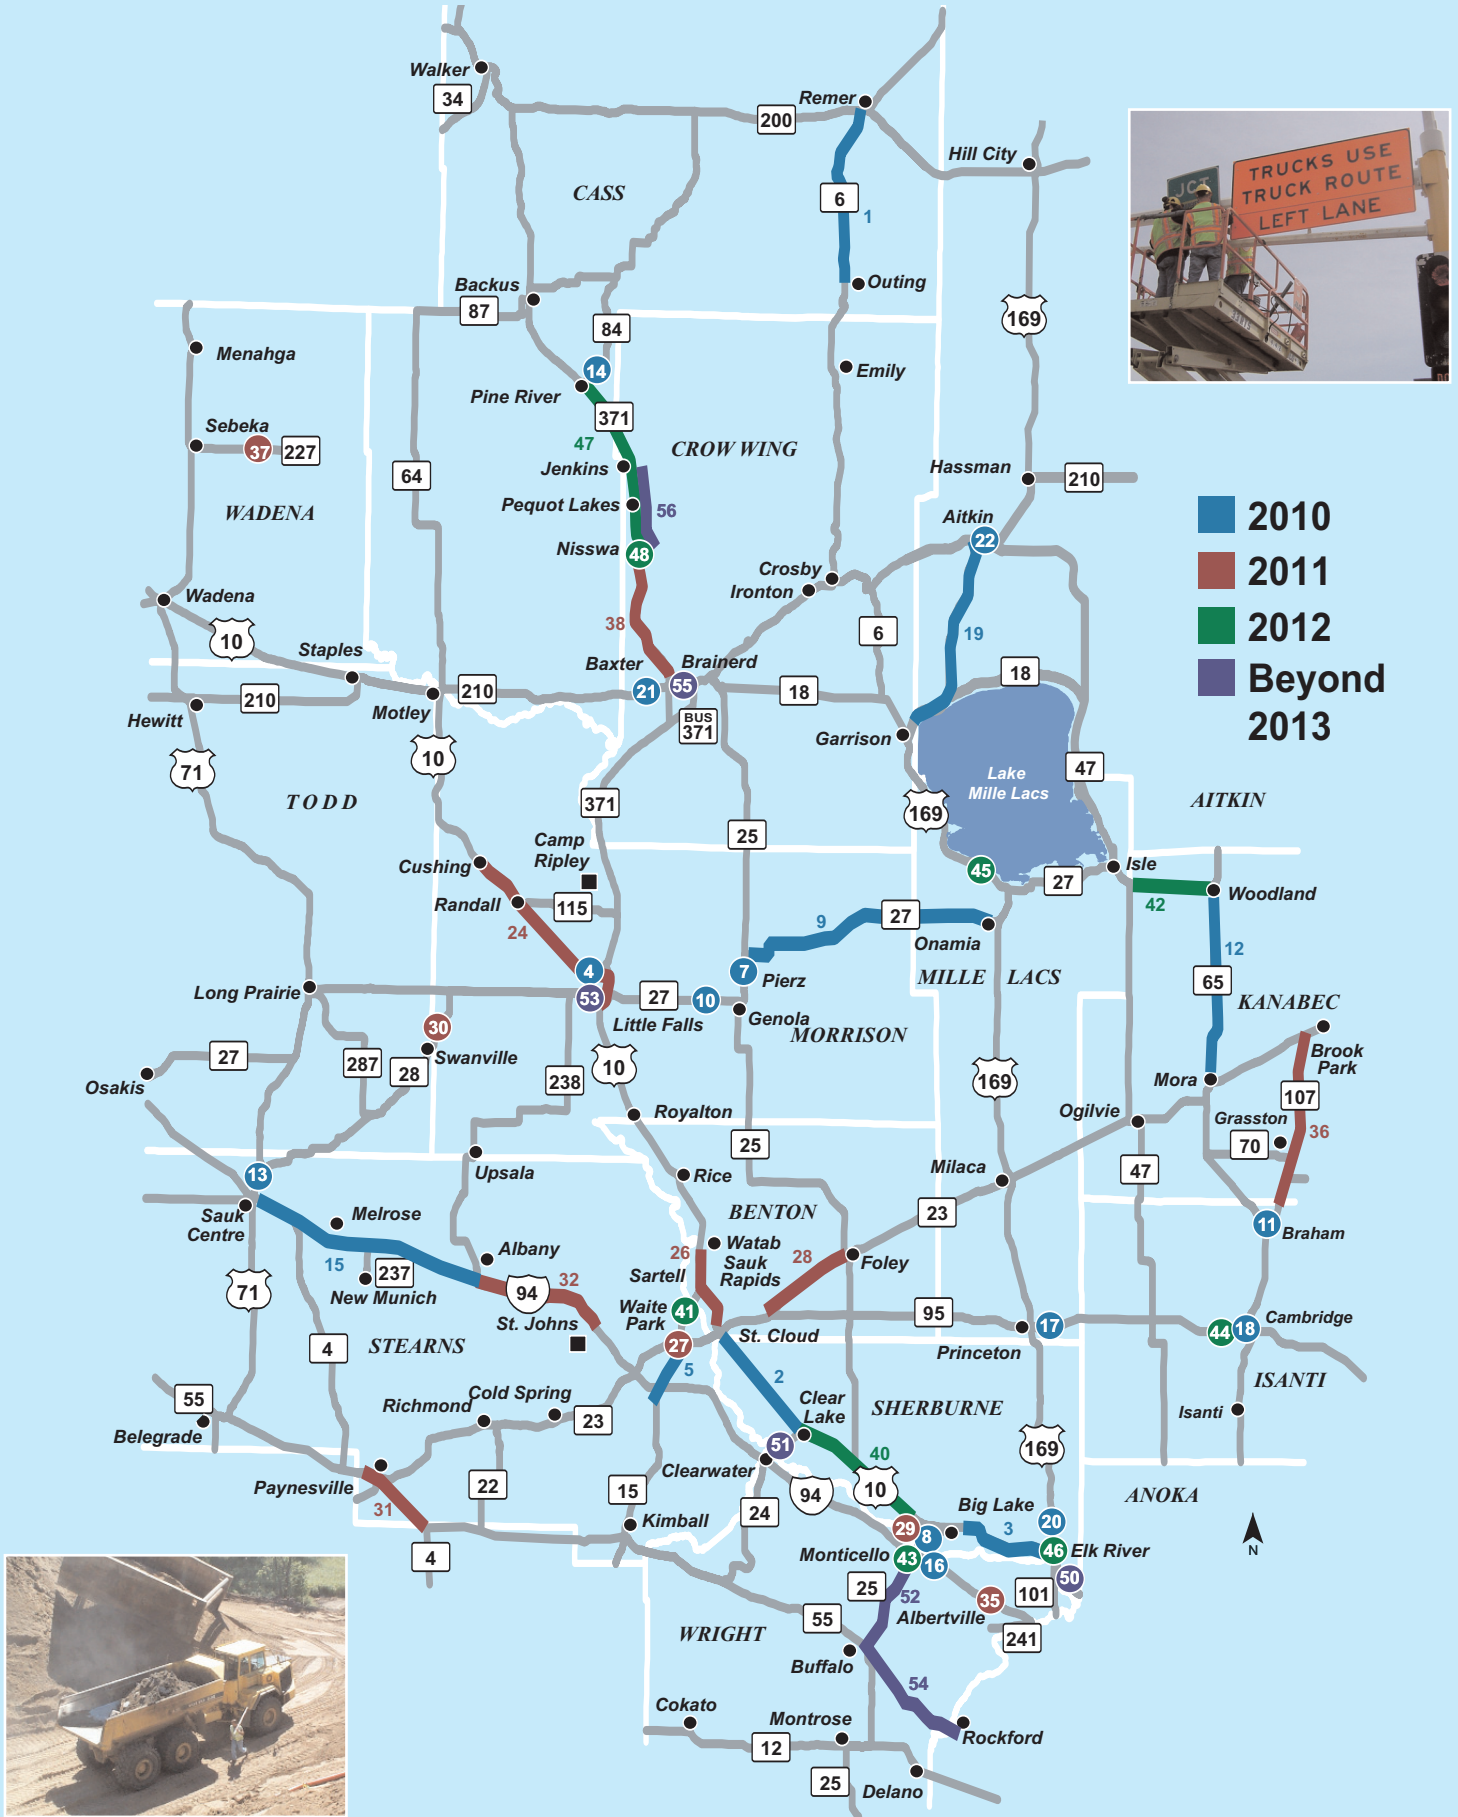 Walker
34
Remer
200
Hill City
TRUCKS USE
TRUCK ROUTE
LEFT LANE
JCT
CASS
6
1
Backus
Outing
87
84
169
Menahga
14
Emily
Pine River
371
Sebeka
37
227
47
CROW WING
Jenkins
Hassman
210
64
Pequot Lakes
56
WADENA
Aitkin
22
2010
Nisswa
48
2011
Crosby
Ironton
Wadena
38
6
19
2012
10
Staples
Baxter
Brainerd
Beyond
2013
210
210
21
55
18
18
Hewitt
Motley
BUS
371
Garrison
71
10
47
Lake
Mille Lacs
TODD
371
169
AITKIN
25
Camp
Ripley
Cushing
45
Isle
27
Woodland
Randall
115
42
24
9
27
Onamia
12
4
7
Pierz
MILLE LACS
65
Long Prairie
53
27
10
Little Falls
Genola
KANABEC
30
MORRISON
Swanville
Brook
Park
27
287
28
10
169
Osakis
238
Mora
107
Royalton
Ogilvie
Grasston
36
25
70
13
Upsala
Rice
Milaca
47
Sauk
Centre
Melrose
BENTON
23
11
Braham
Albany
26
Watab
Sauk
Rapids
28
Foley
15
237
Sartell
71
New Munich
94
32
Waite
Park
41
95
St. Johns
St. Cloud
17
44
18
Cambridge
4
STEARNS
27
5
Princeton
2
ISANTI
55
Richmond
Cold Spring
Clear
Lake
SHERBURNE
Isanti
Belegrade
23
169
51
40
Clearwater
Paynesville
22
15
94
10
ANOKA
31
24
Big Lake
Kimball
29
8
3
20
N
4
Monticello
43
16
46
Elk River
25
52
50
35
101
Albertville
55
241
WRIGHT
Buffalo
54
Cokato
Montrose
Rockford
12
25
Delano